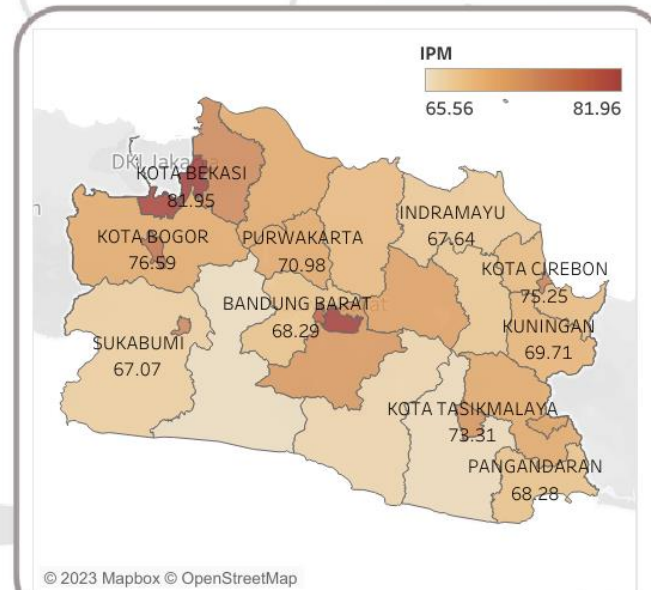 IPM
65.56 81.96
DKI Jakarta
KOTA BEKASI
81.95
KOTA BOGOR
76.59
PURWAKARTA
70.98
INDRAMAYU
67.64
KOTA CIREBON
75.25
BANDUNG BARAT
68.29
KUNINGAN
69.71
SUKABUMI
67.07
KOTA TASIKMALAYA
73.31
PANGANDARAN
68.28
© 2023 Mapbox © OpenStreetMap